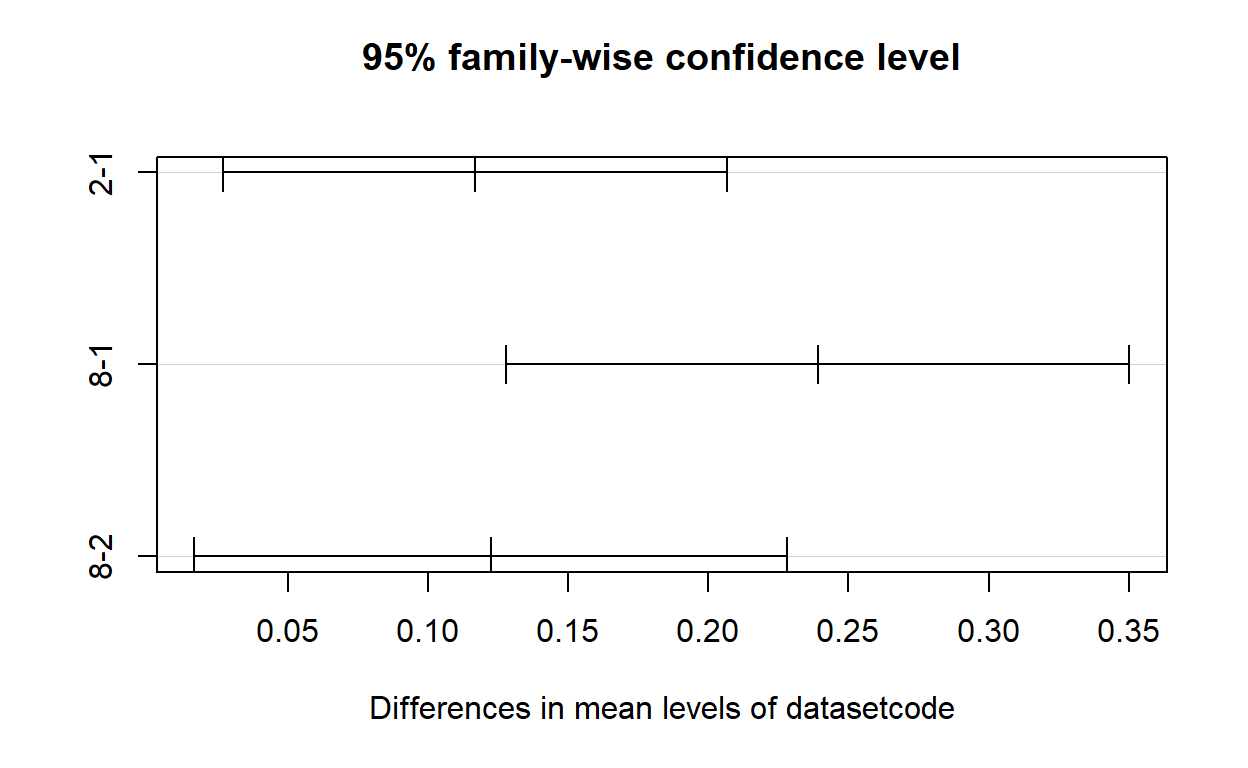 95% family-wise confidence level
2-1
8-1
8-2
0.05 0.10 0.15 0.20 0.25 0.30 0.35
Differences in mean levels of datasetcode